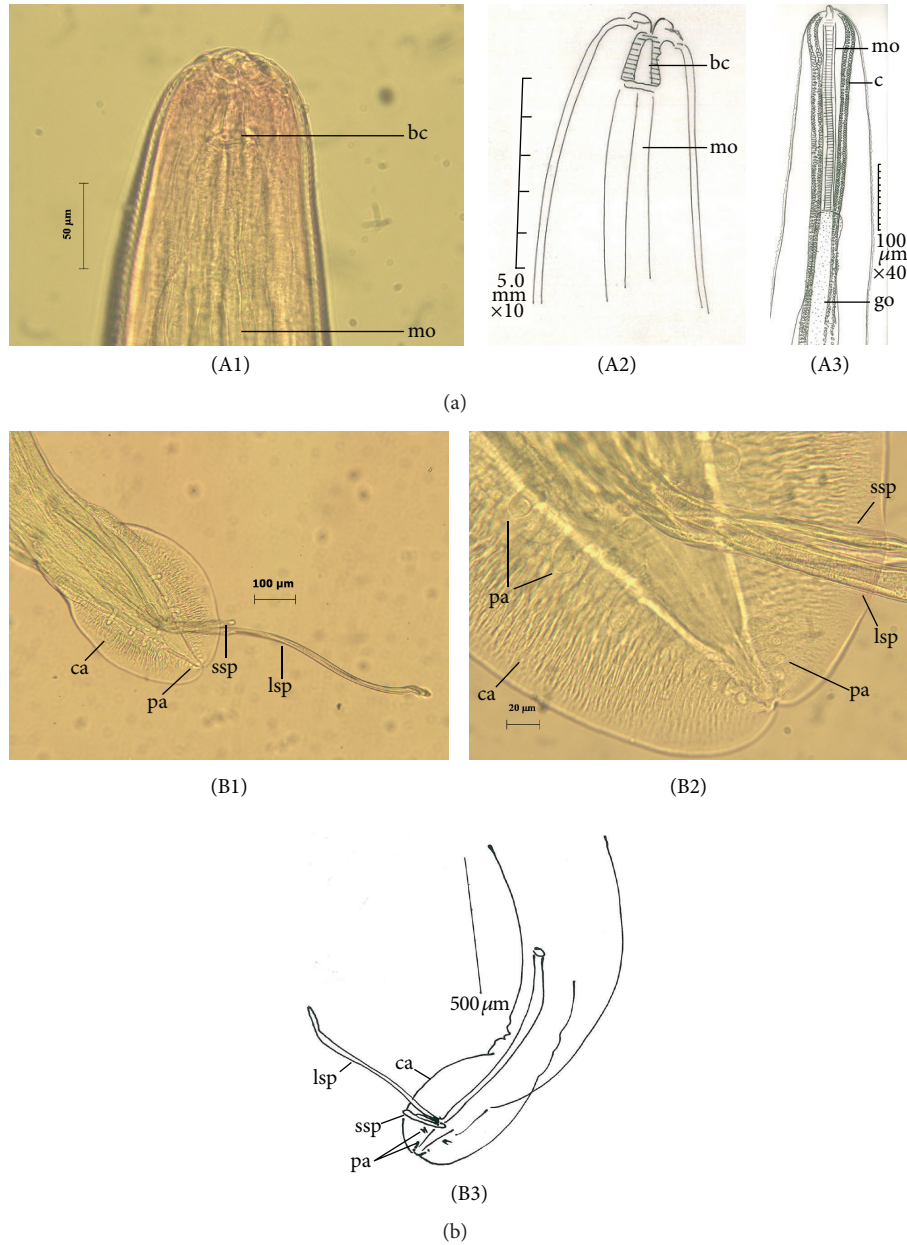 bc
50 µm
mo
(A1)
bc
mo
5.0
mm
×10
(A2)
mo
c
100
µm
×40
go
(A3)
(a)
100 µm
ca
pa
ssp
lsp
(B1)
ssp
pa
lsp
ca
pa
20 µm
(B2)
500 µm
ca
lsp
ssp
pa
(B3)
(b)